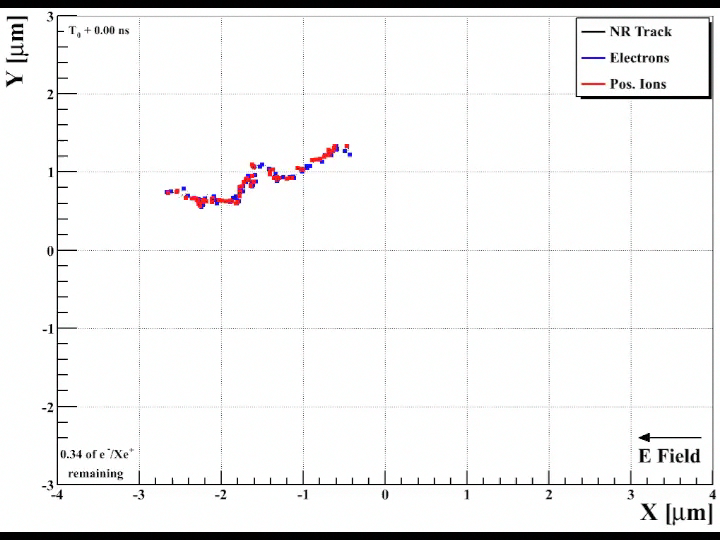 Y [μm]
3
2
1
0
-1
-2
-3
T0 + 0.00 ns
NR Track
Electrons
Pos. Ions
0.34 of e-/Xe+
remaining
E Field
-4 -3 -2 -1 0 1 2 3 4
X [μm]